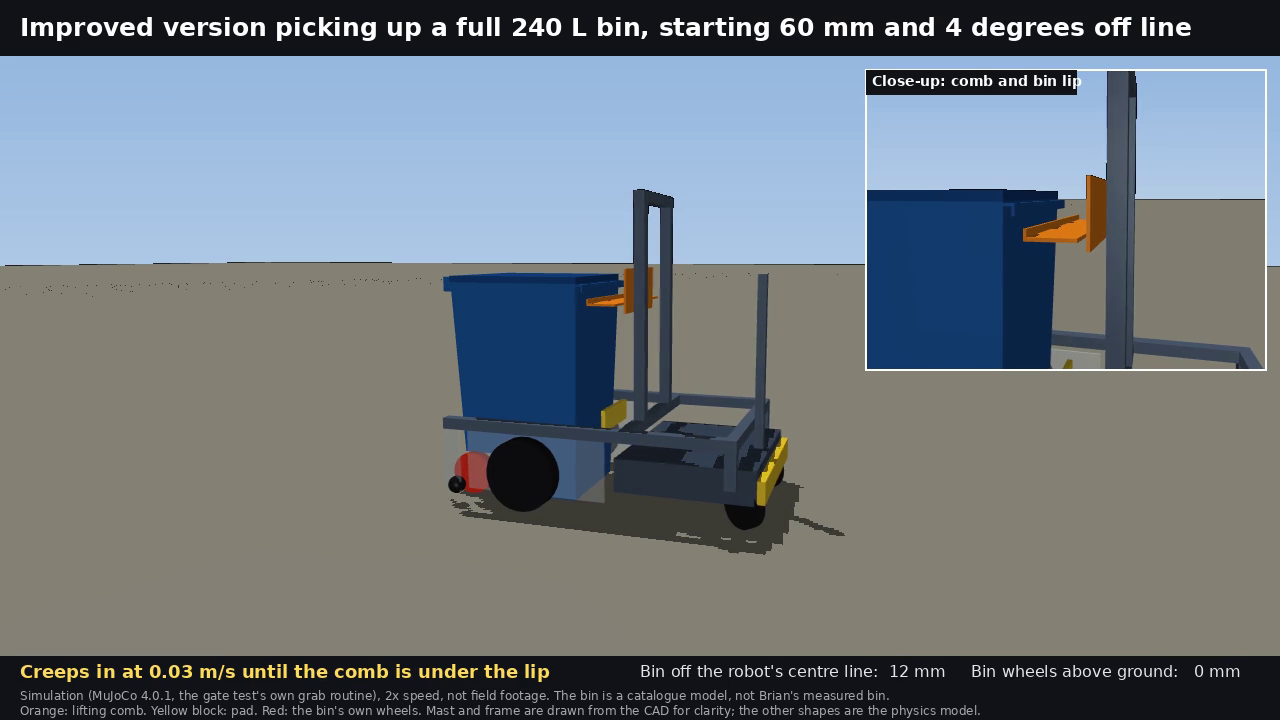 Improved version picking up a full 240 L bin, starting 60 mm and 4 degrees off line
Close-up: comb and bin lip
Creeps in at 0.03 m/s until the comb is under the lip
Bin off the robot's centre line: 12 mm
Bin wheels above ground: 0 mm
Simulation (MuJoCo 4.0.1, the gate test's own grab routine), 2x speed, not field footage. The bin is a catalogue model, not Brian's measured bin.
Orange: lifting comb. Yellow block: pad. Red: the bin's own wheels. Mast and frame are drawn from the CAD for clarity; the other shapes are the physics model.